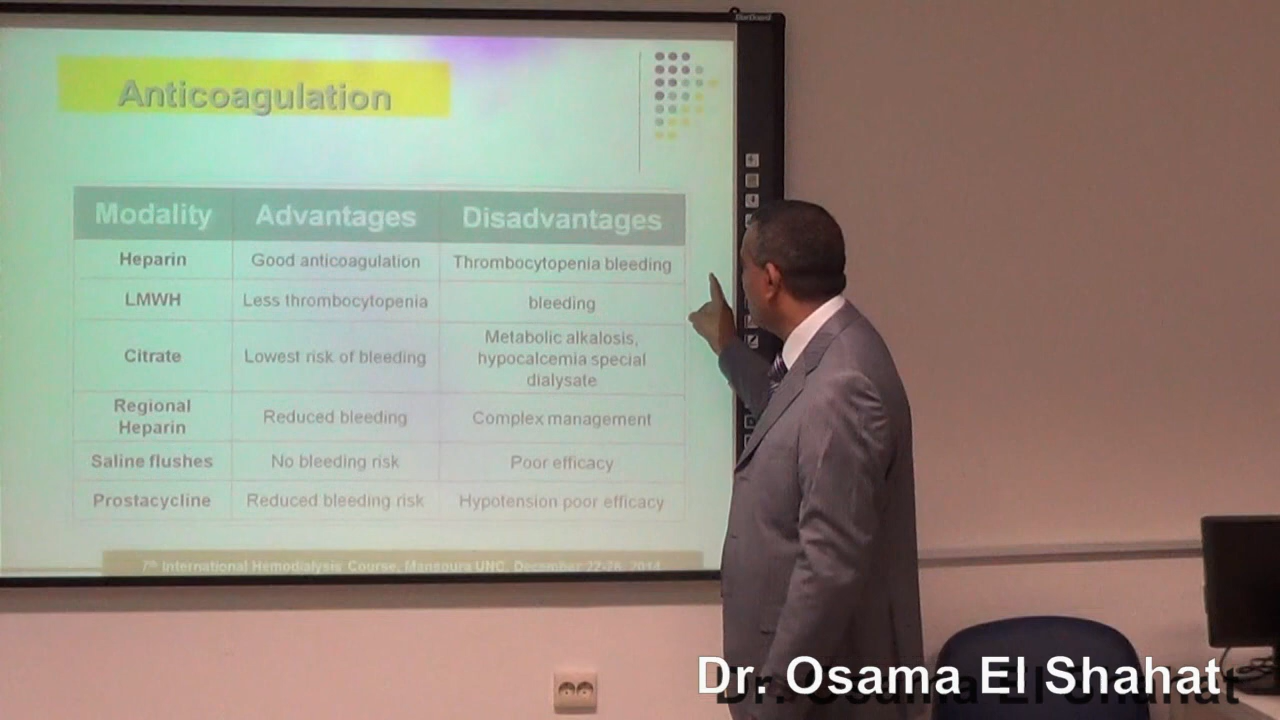 Anticoagulation
Modality Advantages Disadvantages
Heparin Good anticoagulation Thrombocytopenia bleeding
LMWH Less thrombocytopenia bleeding
Citrate Lowest risk of bleeding Metabolic alkalosis,
hypocalcemia special
dialysate
Regional
Heparin Reduced bleeding Complex management
Saline flushes No bleeding risk Poor efficacy
Prostacycline Reduced bleeding risk Hypotension poor efficacy
7th International Hemodialysis Course, Mansoura UNC, December 22-26, 2014
Dr. Osama El Shahat